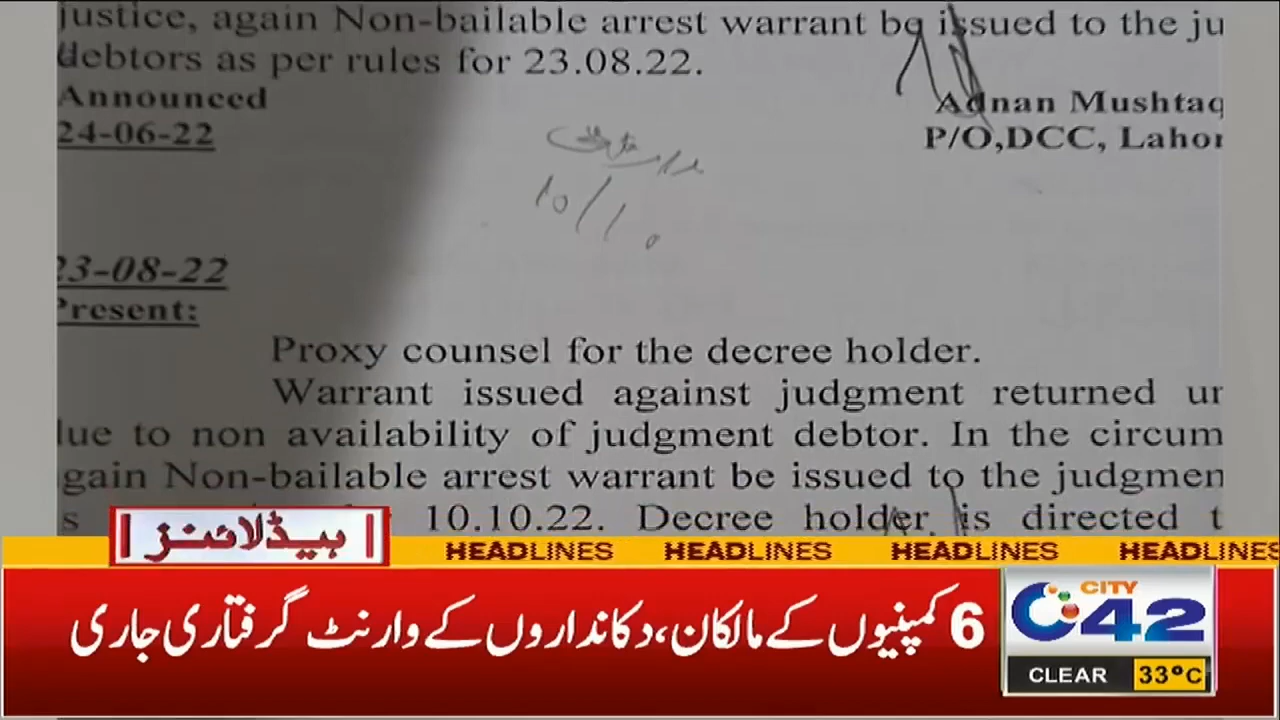 justice, again Non-bailable arrest warrant be issued to the ju
debtors as per rules for 23.08.22.
Announced
24-06-22
Adnan Mushtaq
P/O,DCC, Lahor
10/10
23-08-22
Present:
Proxy counsel for the decree holder.
Warrant issued against judgment returned un
due to non availability of judgment debtor. In the circum
gain Non-bailable arrest warrant be issued to the judgmen
s 10.10.22. Decree holder is directed t
ہیڈلائنز
HEADLINES HEADLINES HEADLINES HEADLINES
6 کمپنیوں کے مالکان، دکانداروں کے وارنٹ گرفتاری جاری
CITY
42
CLEAR 33°C